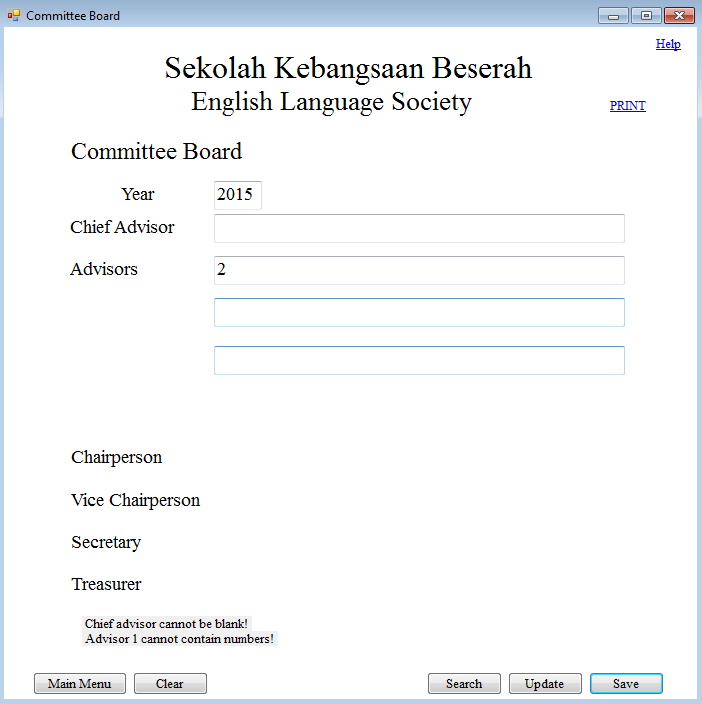 Committee Board
Help
Sekolah Kebangsaan Beserah
English Language Society
PRINT
Committee Board
Year 2015
Chief Advisor
Advisors 2
Chairperson
Vice Chairperson
Secretary
Treasurer
Chief advisor cannot be blank!
Advisor 1 cannot contain numbers!
Main Menu Clear Search Update Save